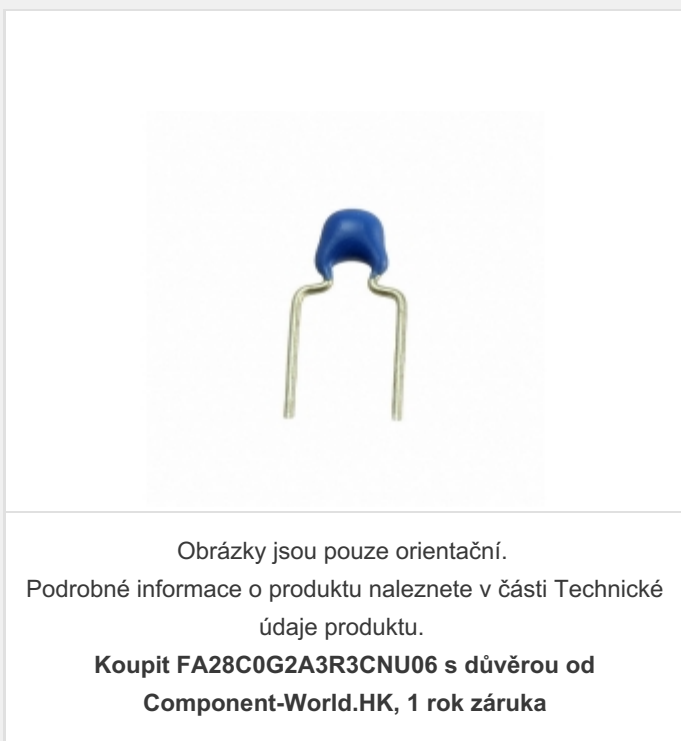 Obrázky jsou pouze orientační.
Podrobné informace o produktu naleznete v části Technické
údaje produktu.
Koupit FA28C0G2A3R3CNU06 s důvěrou od
Component-World.HK, 1 rok záruka